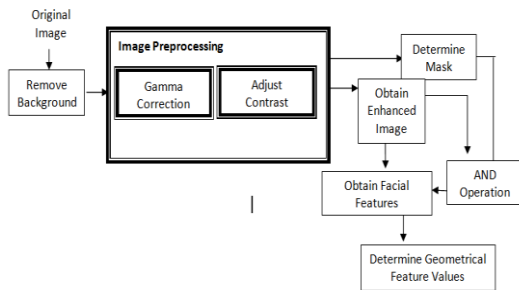 Original
Image
Image Preprocessing
Remove
Background
Gamma
Correction
Adjust
Contrast
Determine
Mask
Obtain
Enhanced
Image
AND
Operation
Obtain Facial
Features
Determine Geometrical
Feature Values